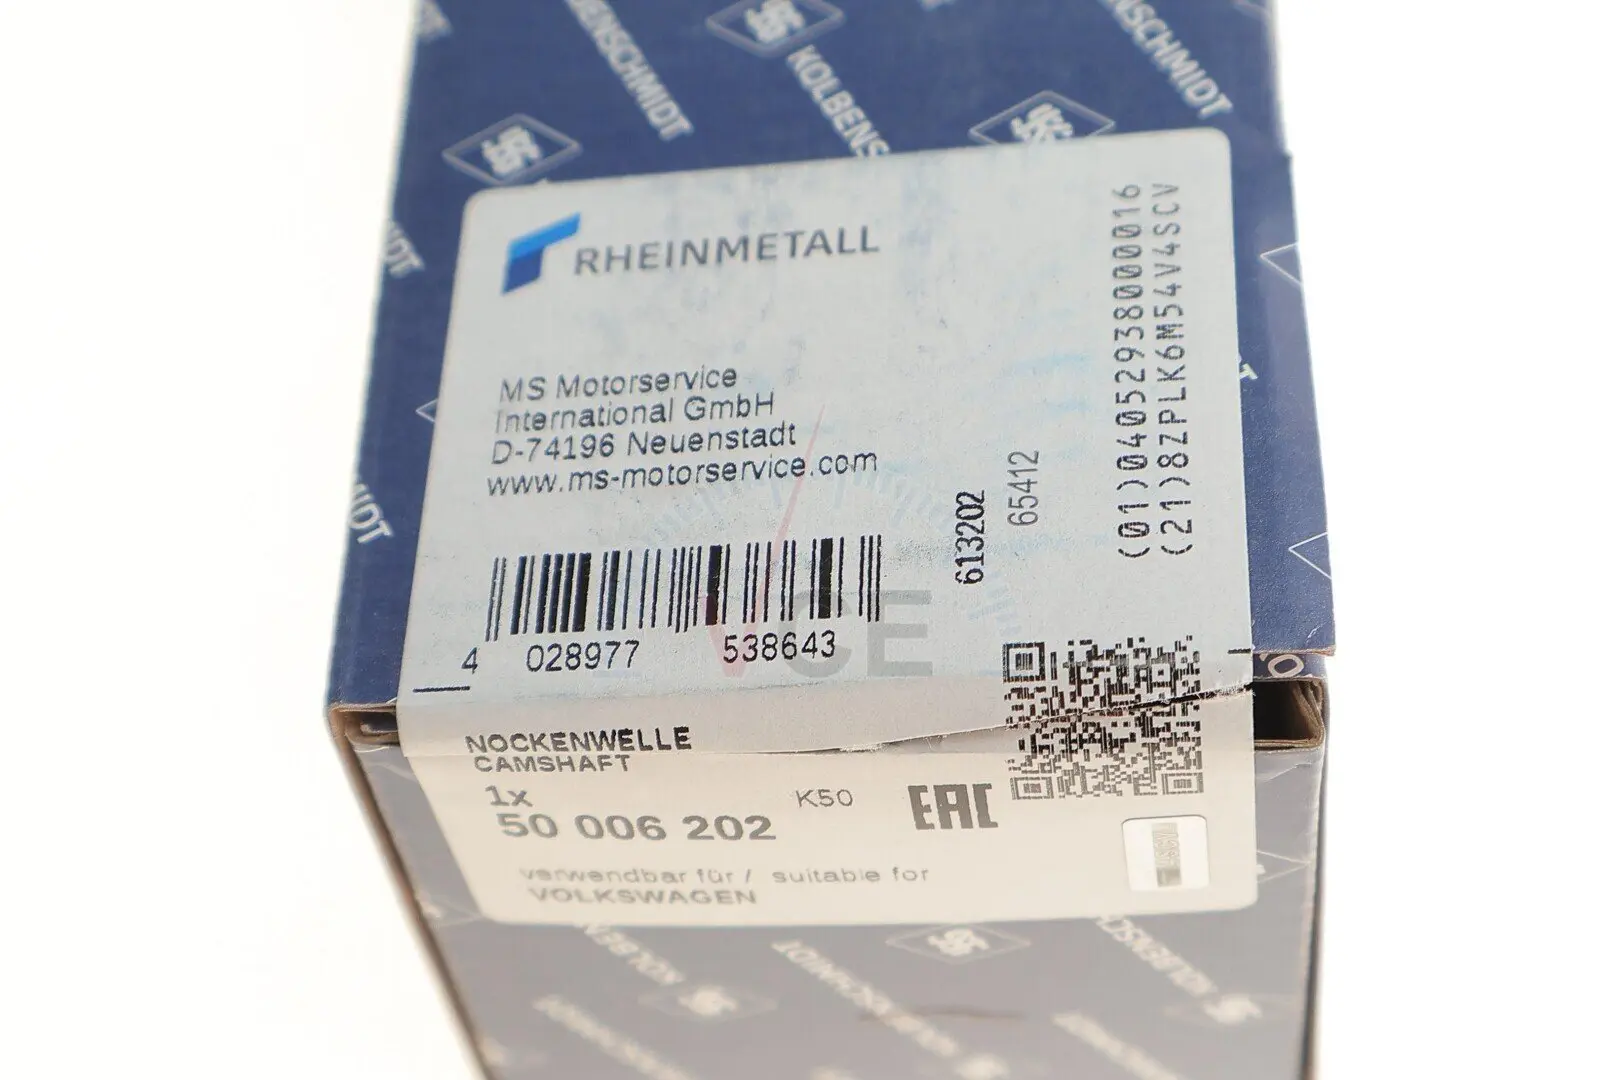 KOLBENSCHMIDT
RHEINMETALL
MS Motorservice
International GmbH
D-74196 Neuenstadt
www.ms-motorservice.com
613202
65412
(01)04052938000016
(21)8ZPLK6M54V4SCV
4 028977 538643
NOCKENWELLE
CAMSHAFT
1x
K50
EAC
50 006 202
verwendbar für / suitable for
VOLKSWAGEN
KOLBENSCHMIDT